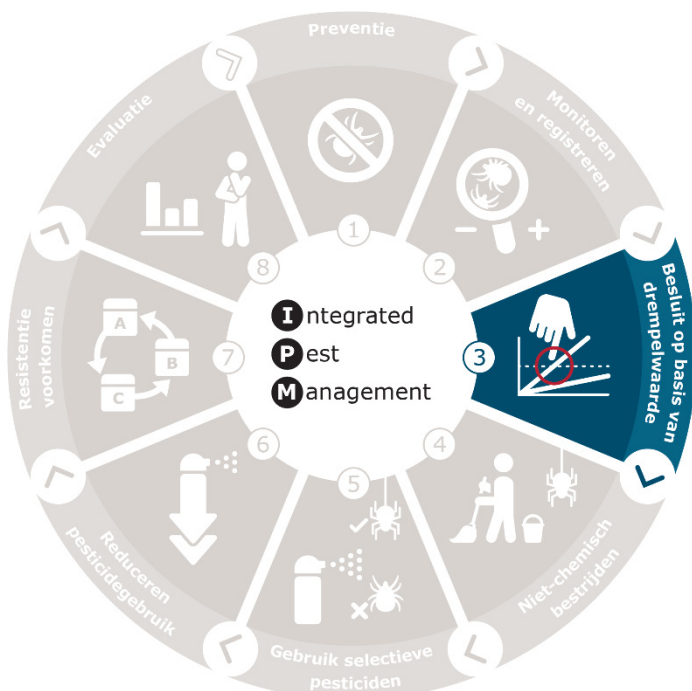 Preventie
1
Monitoren
en registreren
2
Besluit op basis van
drempelwaarde
3
Niet-chemisch
bestrijden
4
Gebruik selectieve
pesticiden
5
Reduceren
pesticidegebruik
6
Resistentie
voorkomen
7
A
B
C
Evaluatie
8
Integrated
Pest
Management